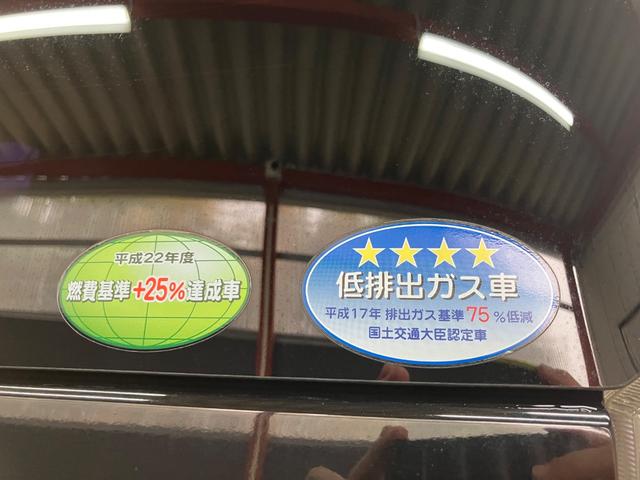 平成22年度
燃費基準+25%達成車
★★★★
低排出ガス車
平成17年 排出ガス基準75%低減
国土交通大臣認定車